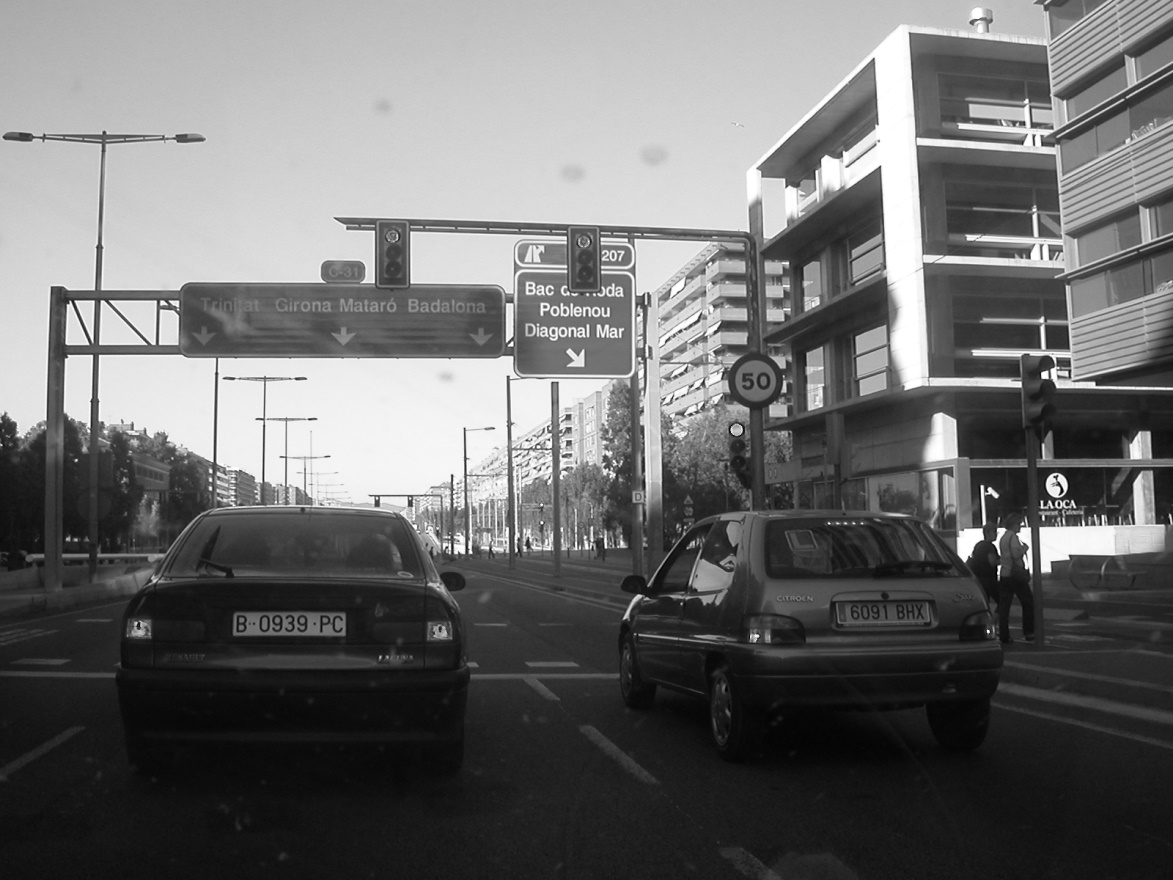 C-31
207
Trinitat Girona Mataró Badalona
Bac de Roda
Poblenou
Diagonal Mar
50
D
LA OCA
B·0939·PC
LAGUNA
CITROËN
6091 BHX